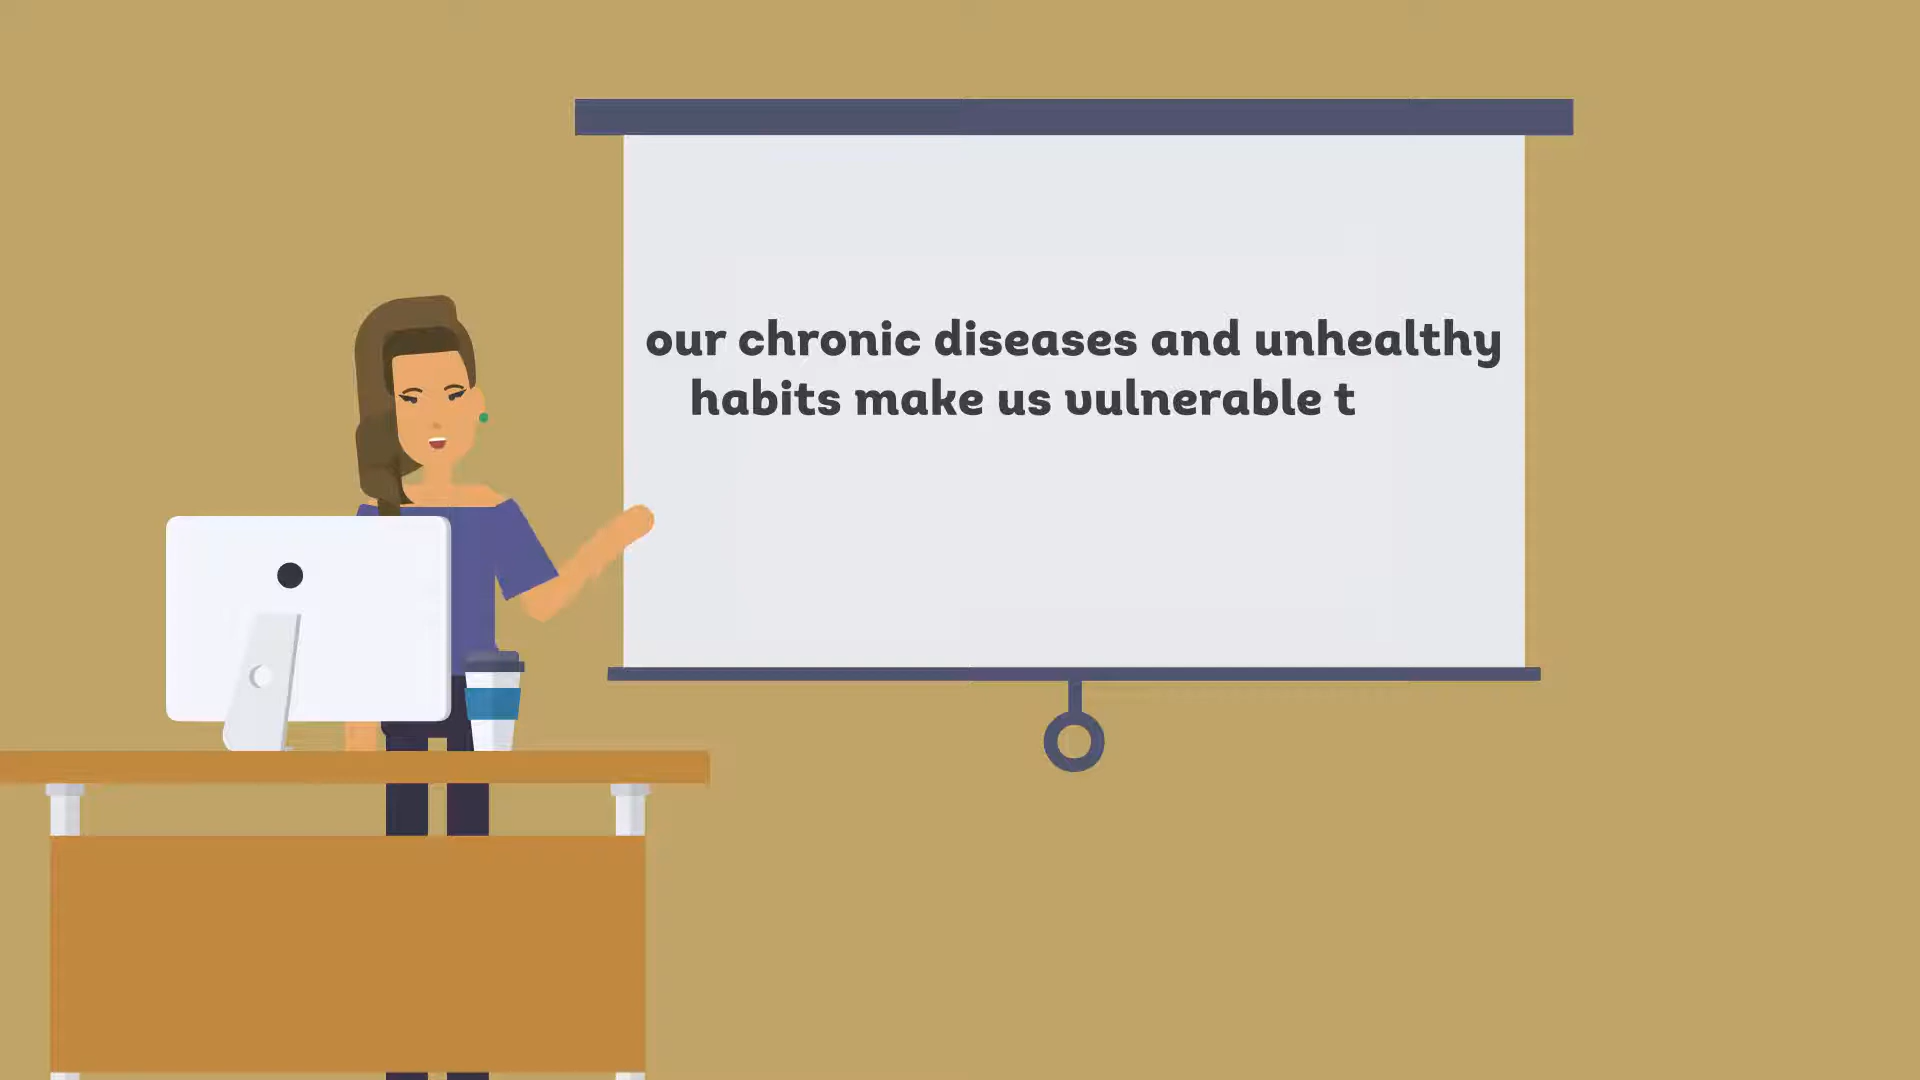 our chronic diseases and unhealthy
habits make us vulnerable t